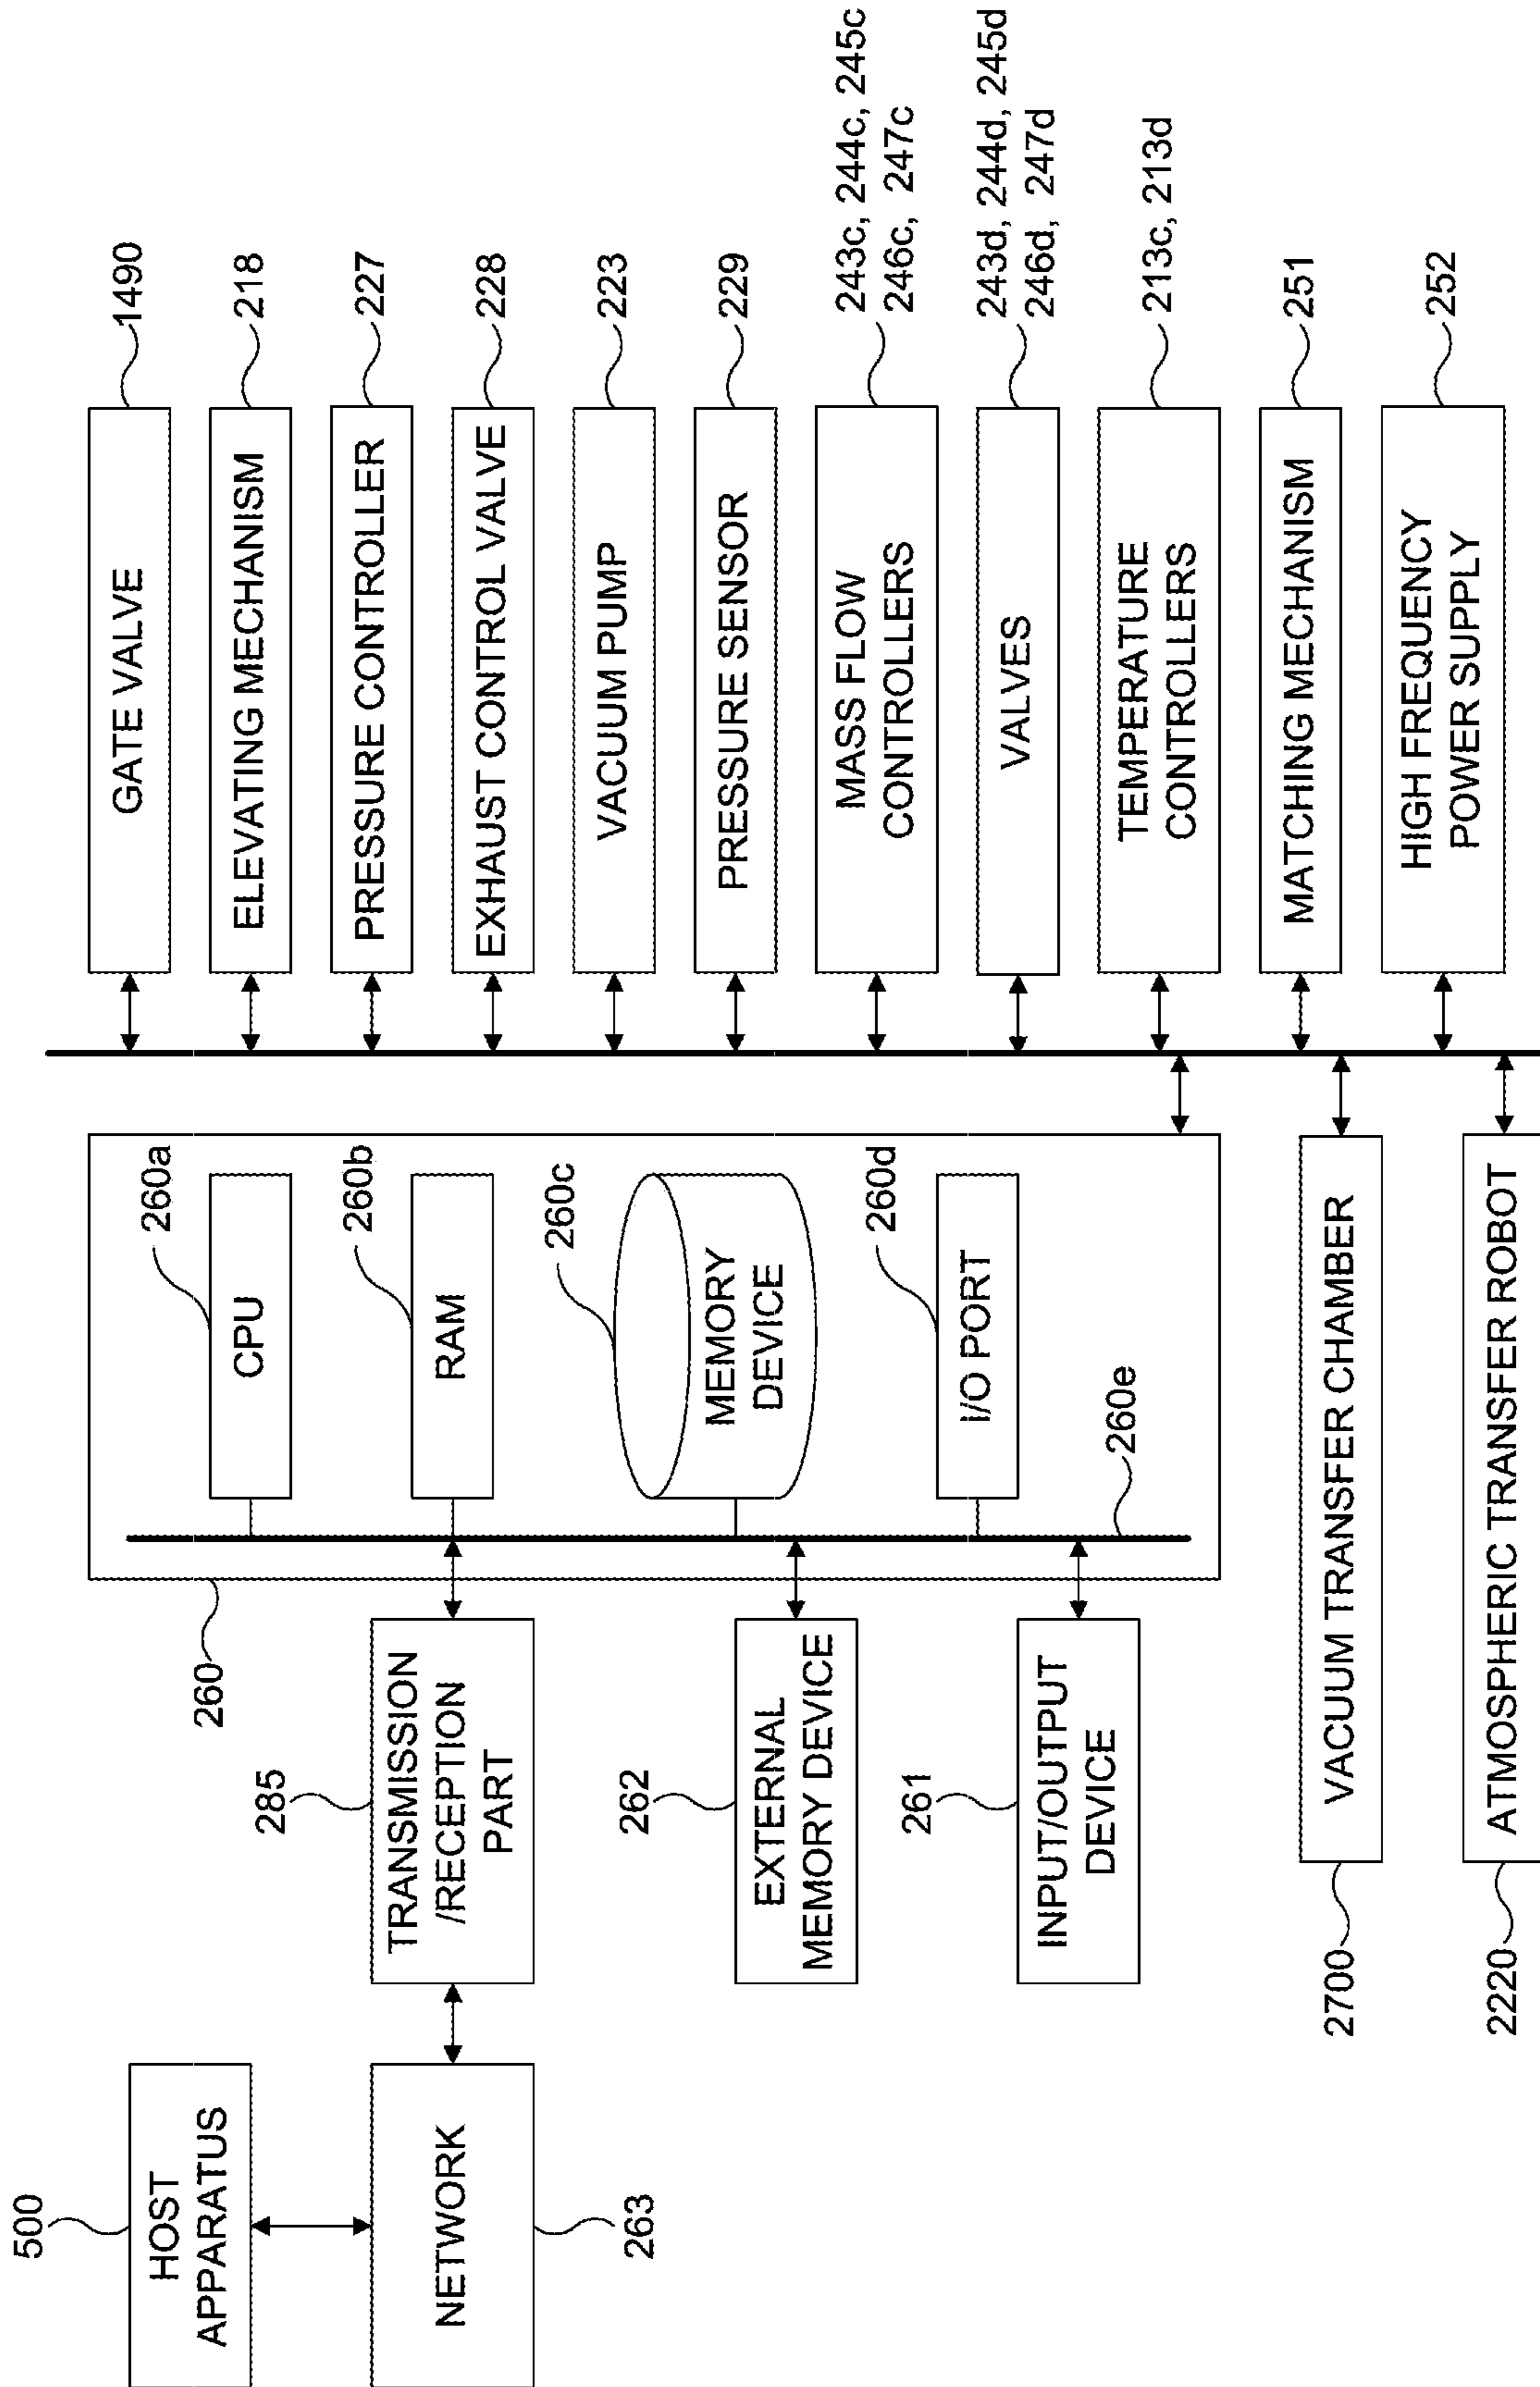 500
HOST
APPARATUS
NETWORK
263
285
TRANSMISSION
/RECEPTION
PART
262
EXTERNAL
MEMORY DEVICE
261
INPUT/OUTPUT
DEVICE
2700
VACUUM TRANSFER CHAMBER
2220
ATMOSPHERIC TRANSFER ROBOT
260
CPU
260a
RAM
260b
MEMORY
DEVICE
260c
I/O PORT
260d
260e
GATE VALVE
1490
ELEVATING MECHANISM
218
PRESSURE CONTROLLER
227
EXHAUST CONTROL VALVE
228
VACUUM PUMP
223
PRESSURE SENSOR
229
MASS FLOW
CONTROLLERS
243c, 244c, 245c
246c, 247c
VALVES
243d, 244d, 245d
246d, 247d
TEMPERATURE
CONTROLLERS
213c, 213d
MATCHING MECHANISM
251
HIGH FREQUENCY
POWER SUPPLY
252